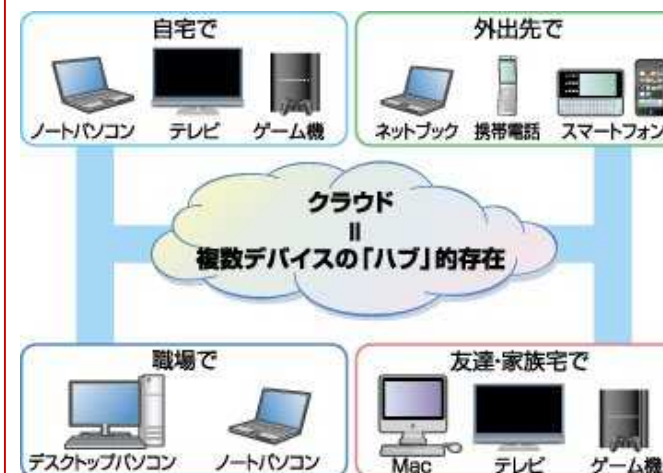 自宅で
ノートパソコン テレビ ゲーム機
外出先で
ネットブック 携帯電話 スマートフォン
クラウド
=
複数デバイスの「ハブ」的存在
職場で
デスクトップパソコン ノートパソコン
友達・家族宅で
Mac テレビ ゲーム機